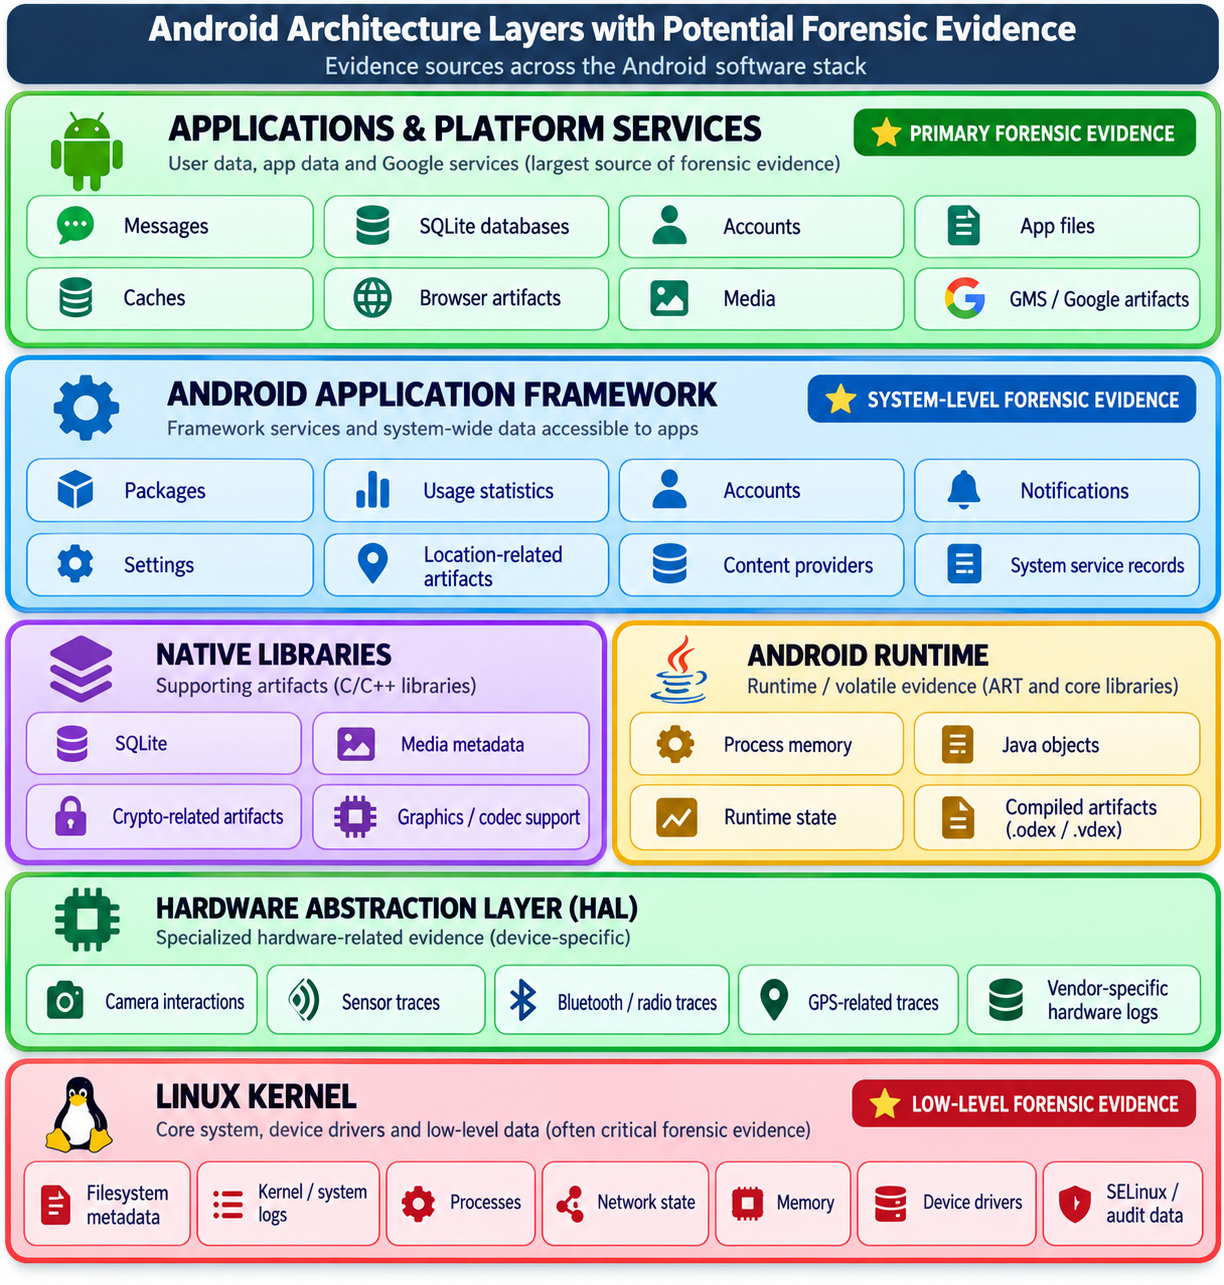 Android Architecture Layers with Potential Forensic Evidence
Evidence sources across the Android software stack
APPLICATIONS & PLATFORM SERVICES
User data, app data and Google services (largest source of forensic evidence)
PRIMARY FORENSIC EVIDENCE
Messages
SQLite databases
Accounts
App files
Caches
Browser artifacts
Media
GMS / Google artifacts
ANDROID APPLICATION FRAMEWORK
Framework services and system-wide data accessible to apps
SYSTEM-LEVEL FORENSIC EVIDENCE
Packages
Usage statistics
Accounts
Notifications
Settings
Location-related
artifacts
Content providers
System service records
NATIVE LIBRARIES
Supporting artifacts (C/C++ libraries)
SQLite
Media metadata
Crypto-related artifacts
Graphics / codec support
ANDROID RUNTIME
Runtime / volatile evidence (ART and core libraries)
Process memory
Java objects
Runtime state
Compiled artifacts
(.odex / .vdex)
HARDWARE ABSTRACTION LAYER (HAL)
Specialized hardware-related evidence (device-specific)
Camera interactions
Sensor traces
Bluetooth / radio traces
GPS-related traces
Vendor-specific
hardware logs
LINUX KERNEL
Core system, device drivers and low-level data (often critical forensic evidence)
LOW-LEVEL FORENSIC EVIDENCE
Filesystem
metadata
Kernel / system
logs
Processes
Network state
Memory
Device drivers
SELinux /
audit data